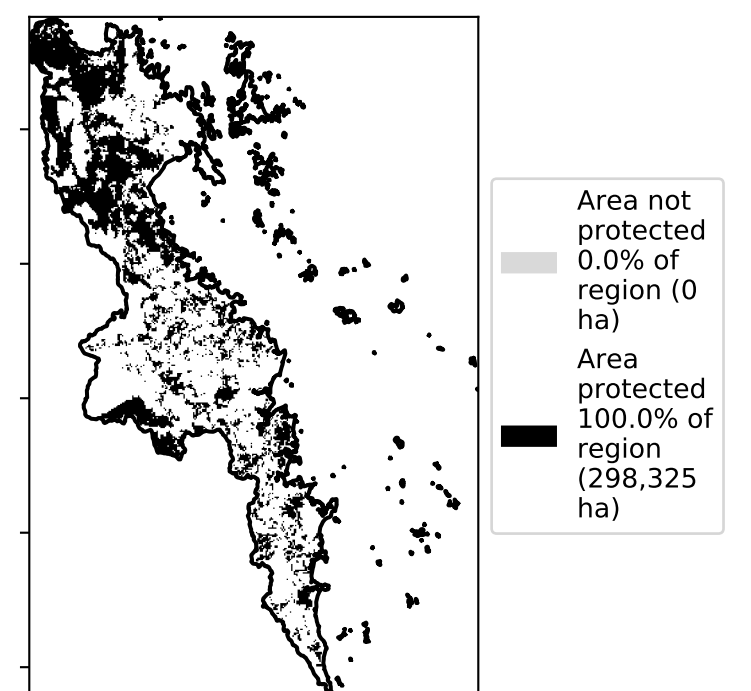 Area not
protected
0.0% of
region (0
ha)
Area
protected
100.0% of
region
(298,325
ha)